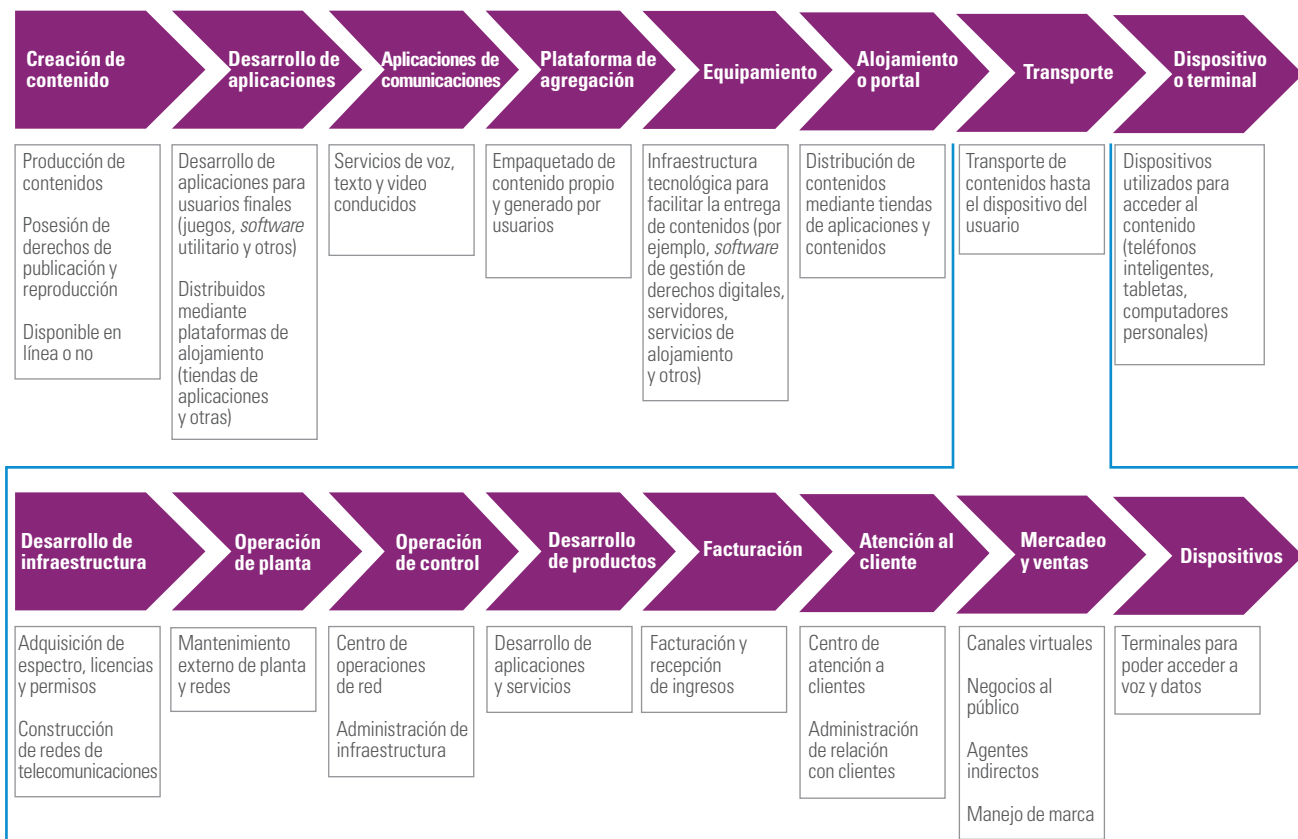 Creación de
contenido
Desarrollo de
aplicaciones
Aplicaciones de
comunicaciones
Plataforma de
agregación
Equipamiento
Alojamiento
o portal
Transporte
Dispositivo
o terminal
Producción de
contenidos
Posesión de
derechos de
publicación y
reproducción
Disponible en
línea o no
Desarrollo de
aplicaciones para
usuarios finales
(juegos, software
utilitario y otros)
Distribuidos
mediante
plataformas de
alojamiento
(tiendas de
aplicaciones
y otras)
Servicios de voz,
texto y video
conducidos
Empaquetado de
contenido propio
y generado por
usuarios
Infraestructura
tecnológica para
facilitar la entrega
de contenidos (por
ejemplo, software
de gestión de
derechos digitales,
servidores,
servicios de
alojamiento
y otros)
Distribución de
contenidos
mediante tiendas
de aplicaciones y
contenidos
Transporte de
contenidos hasta
el dispositivo del
usuario
Dispositivos
utilizados para
acceder al
contenido
(teléfonos
inteligentes,
tabletas,
computadores
personales)
Desarrollo de
infraestructura
Operación
de planta
Operación
de control
Desarrollo
de productos
Facturación
Atención al
cliente
Mercadeo
y ventas
Dispositivos
Adquisición de
espectro, licencias
y permisos
Construcción
de redes de
telecomunicaciones
Mantenimiento
externo de planta
y redes
Centro de
operaciones
de red
Administración de
infraestructura
Desarrollo de
aplicaciones
y servicios
Facturación y
recepción
de ingresos
Centro de
atención a
clientes
Administración
de relación
con clientes
Canales virtuales
Negocios al
público
Agentes
indirectos
Manejo de marca
Terminales para
poder acceder a
voz y datos